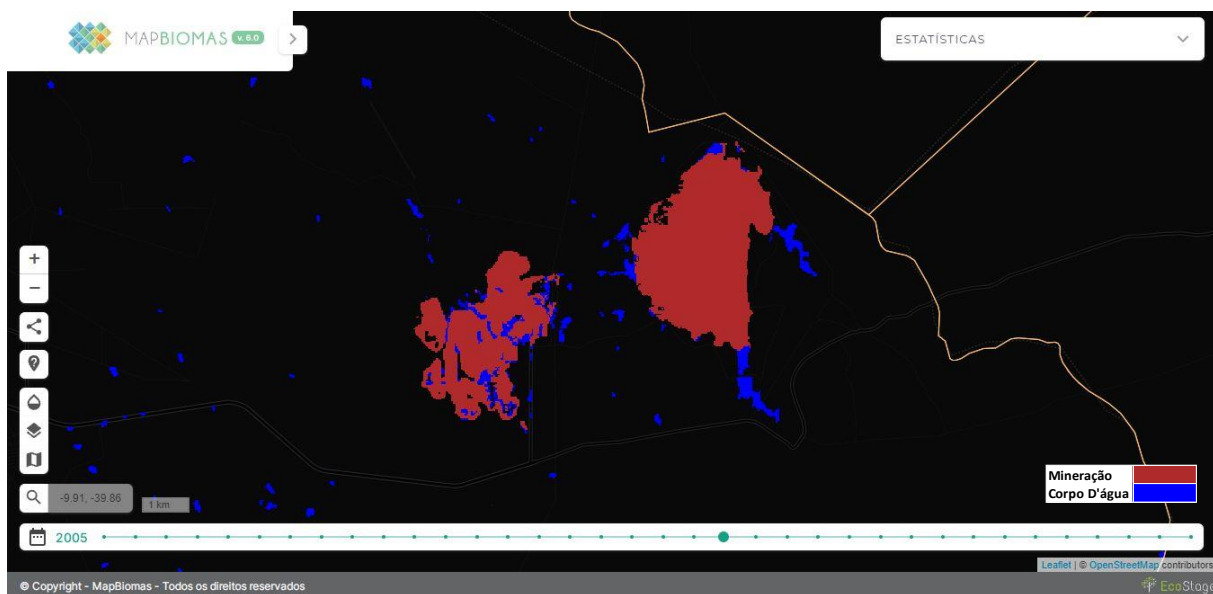 MAPBIOMAS v. 6.0
ESTATÍSTICAS
+
−
Mineração
Corpo D'água
-9.91, -39.86
1 km
2005
Leaflet | © OpenStreetMap contributors
© Copyright - MapBiomas - Todos os direitos reservados
EcoStage